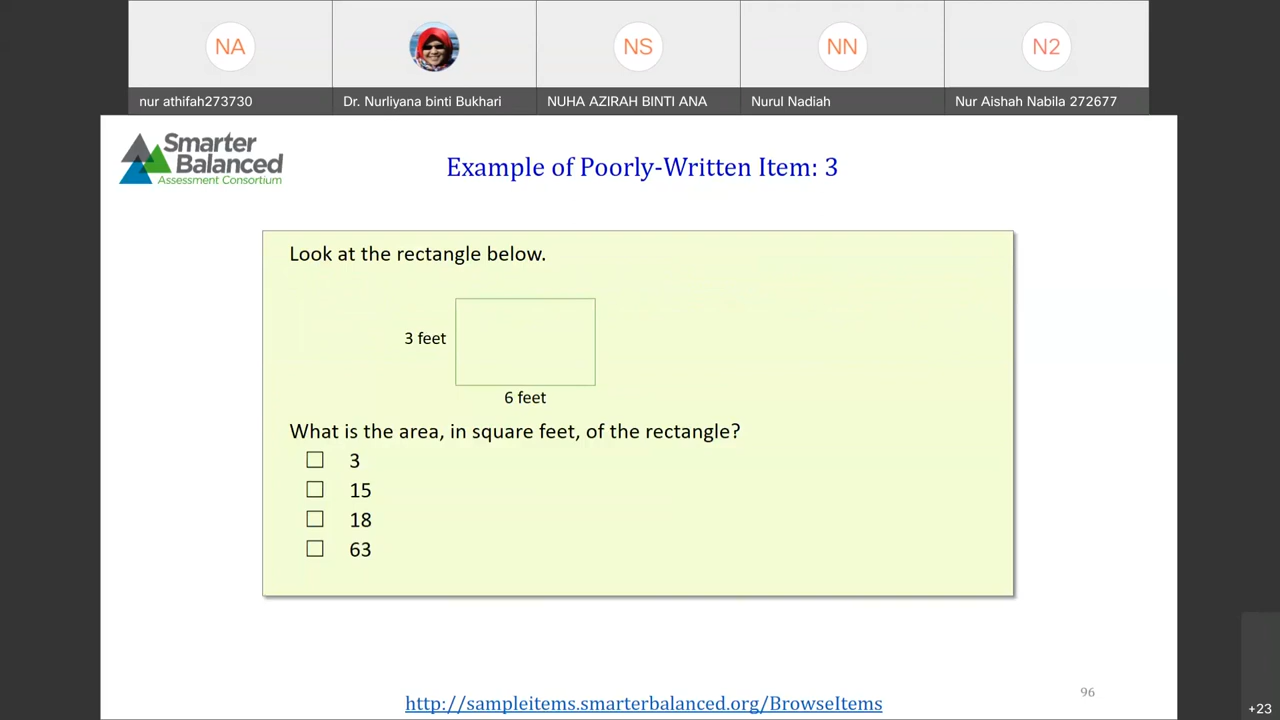 NA
NS
NN
N2
nur athifah273730
Dr. Nurliyana binti Bukhari
NUHA AZIRAH BINTI ANA
Nurul Nadiah
Nur Aishah Nabila 272677
Smarter
Balanced
Assessment Consortium
Example of Poorly-Written Item: 3
Look at the rectangle below.
3 feet
6 feet
What is the area, in square feet, of the rectangle?
3
15
18
63
http://sampleitems.smarterbalanced.org/BrowseItems
96
+23